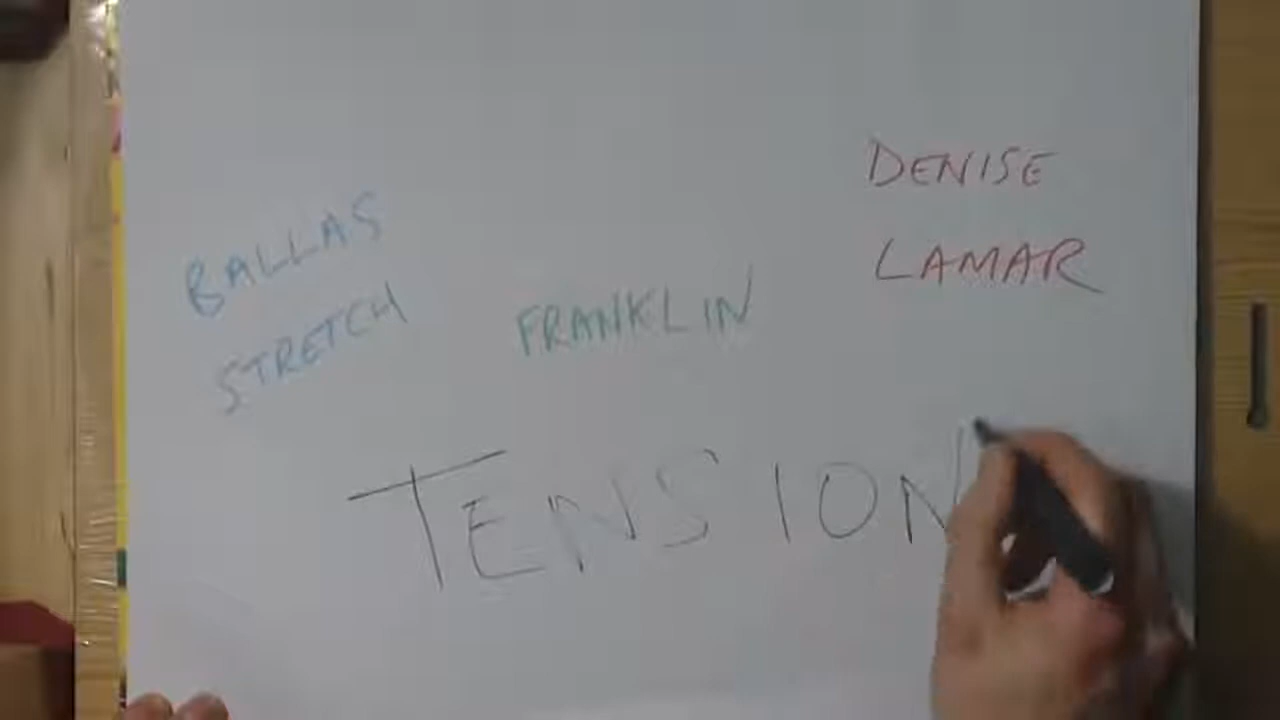 BALLAS
STRETCH
FRANKLIN
DENISE
LAMAR
TENSION